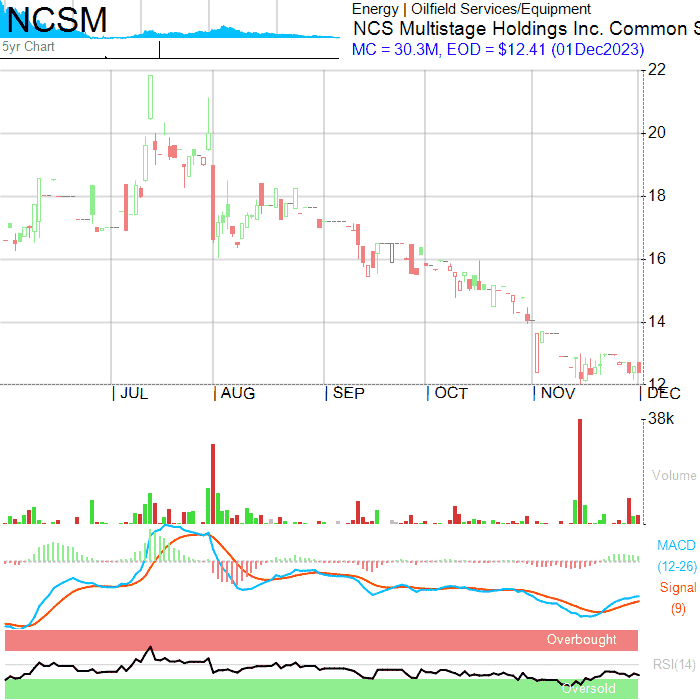 NCSM
Energy | Oilfield Services/Equipment
NCS Multistage Holdings Inc. Common S
MC = 30.3M, EOD = $12.41 (01Dec2023)
5yr Chart
22
20
18
16
14
12
JUL AUG SEP OCT NOV DEC
38k
Volume
MACD
(12-26)
Signal
(9)
Overbought
RSI(14)
Oversold